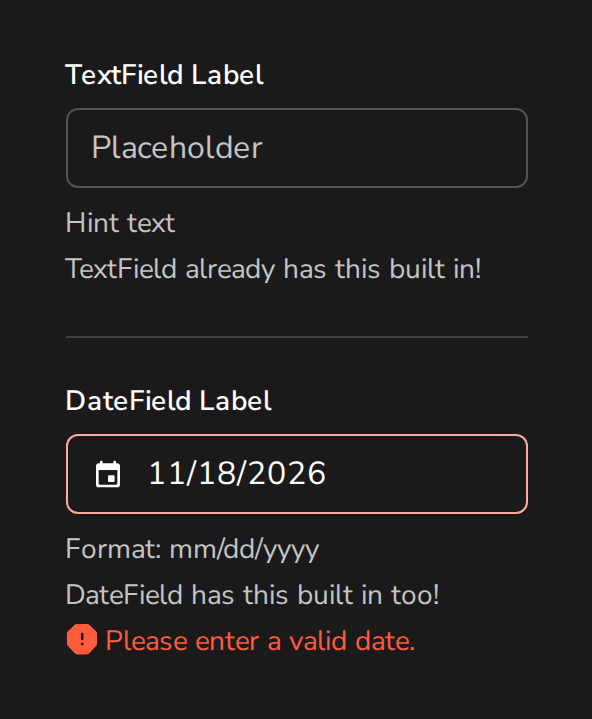 TextField Label
Placeholder
Hint text
TextField already has this built in!
DateField Label
11/18/2026
Format: mm/dd/yyyy
DateField has this built in too!
Please enter a valid date.